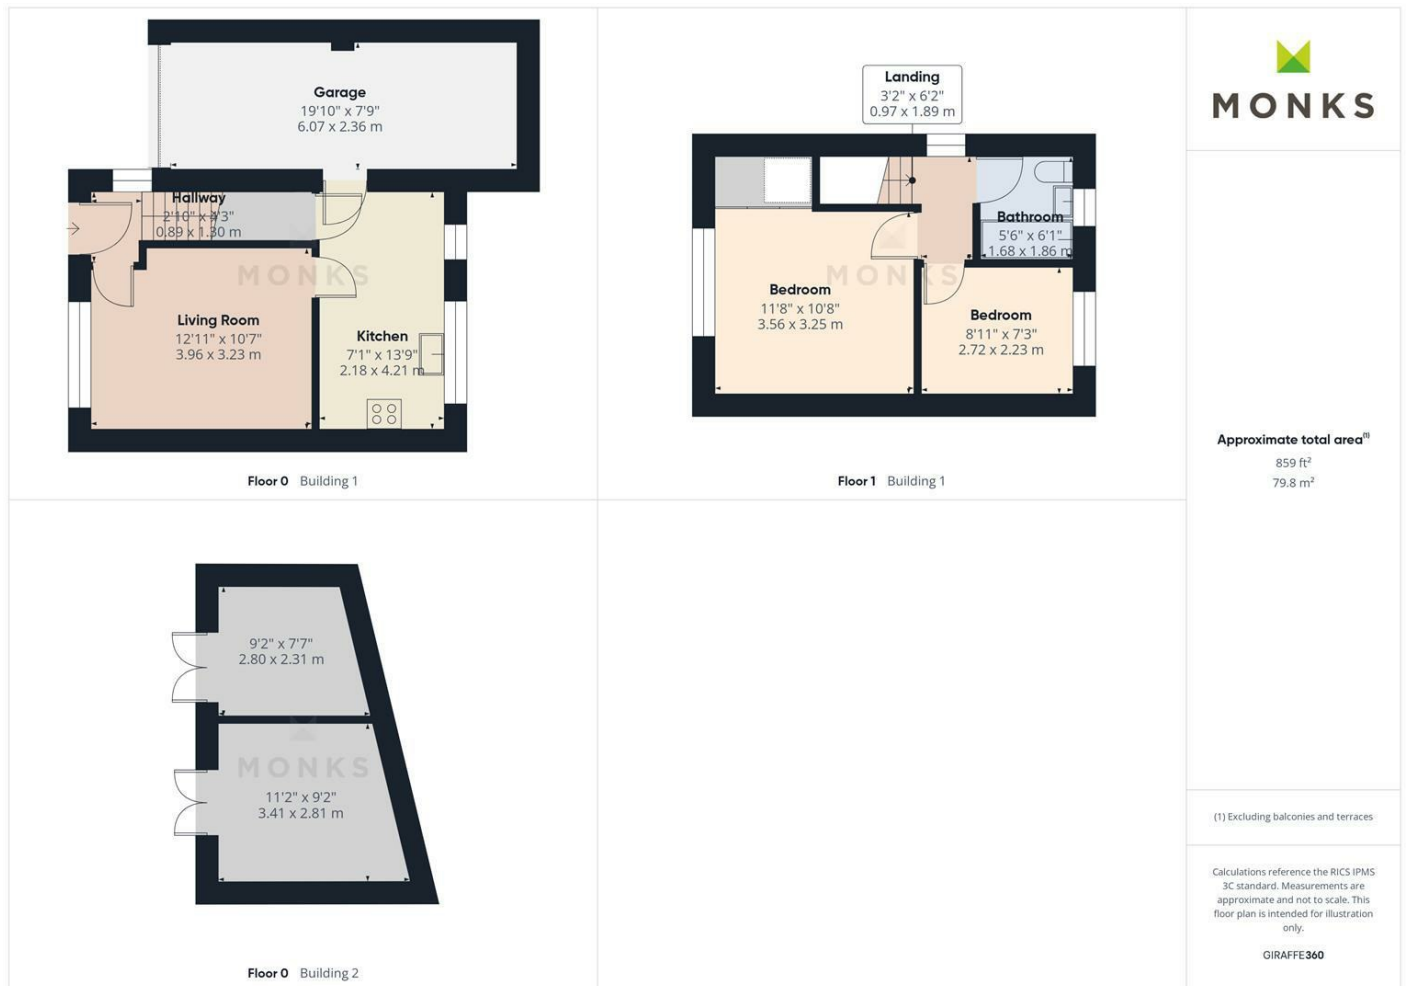 Garage
19'10" x 7'9"
6.07 x 2.36 m
Hallway
2'10" x 4'3"
0.89 x 1.30 m
MONKS
Living Room
12'11" x 10'7"
3.96 x 3.23 m
Kitchen
7'1" x 13'9"
2.18 x 4.21 m
Floor 0 Building 1
Landing
3'2" x 6'2"
0.97 x 1.89 m
Bathroom
5'6" x 6'1"
1.68 x 1.86 m
MONKS
Bedroom
11'8" x 10'8"
3.56 x 3.25 m
Bedroom
8'11" x 7'3"
2.72 x 2.23 m
Floor 1 Building 1
9'2" x 7'7"
2.80 x 2.31 m
MONKS
11'2" x 9'2"
3.41 x 2.81 m
Floor 0 Building 2
MONKS
Approximate total area(1)
859 ft²
79.8 m²
(1) Excluding balconies and terraces
Calculations reference the RICS IPMS
3C standard. Measurements are
approximate and not to scale. This
floor plan is intended for illustration
only.
GIRAFFE360